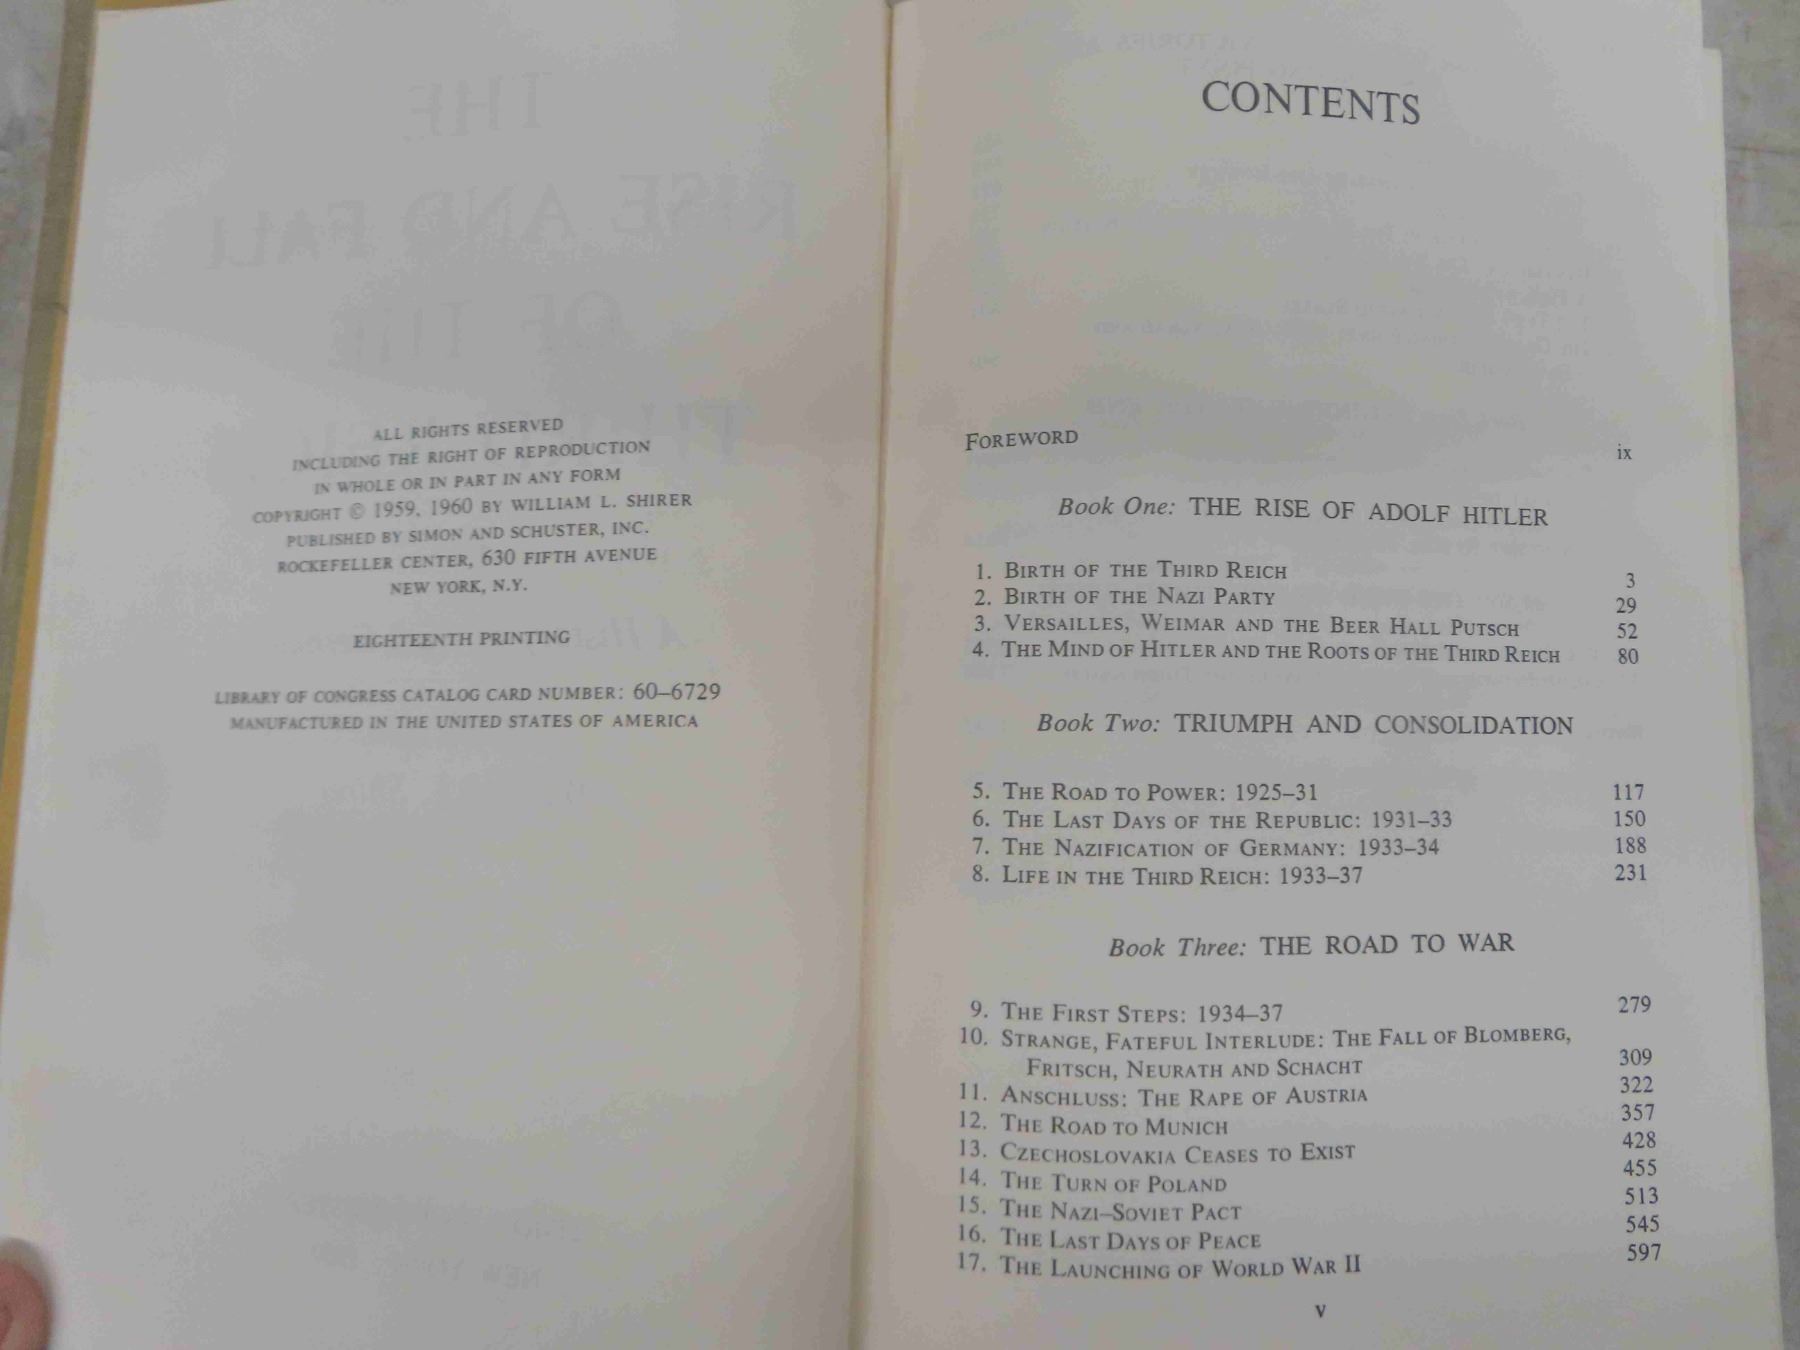 ALL RIGHTS RESERVED
INCLUDING THE RIGHT OF REPRODUCTION
IN WHOLE OR IN PART IN ANY FORM
COPYRIGHT © 1959, 1960 BY WILLIAM L. SHIRER
PUBLISHED BY SIMON AND SCHUSTER, INC.
ROCKEFELLER CENTER, 630 FIFTH AVENUE
NEW YORK, N.Y.
EIGHTEENTH PRINTING
LIBRARY OF CONGRESS CATALOG CARD NUMBER: 60–6729
MANUFACTURED IN THE UNITED STATES OF AMERICA
CONTENTS
FOREWORD ix
Book One: THE RISE OF ADOLF HITLER
1. BIRTH OF THE THIRD REICH 3
2. BIRTH OF THE NAZI PARTY 29
3. VERSAILLES, WEIMAR AND THE BEER HALL PUTSCH 52
4. THE MIND OF HITLER AND THE ROOTS OF THE THIRD REICH 80
Book Two: TRIUMPH AND CONSOLIDATION
5. THE ROAD TO POWER: 1925–31 117
6. THE LAST DAYS OF THE REPUBLIC: 1931–33 150
7. THE NAZIFICATION OF GERMANY: 1933–34 188
8. LIFE IN THE THIRD REICH: 1933–37 231
Book Three: THE ROAD TO WAR
9. THE FIRST STEPS: 1934–37 279
10. STRANGE, FATEFUL INTERLUDE: THE FALL OF BLOMBERG,
FRITSCH, NEURATH AND SCHACHT 309
11. ANSCHLUSS: THE RAPE OF AUSTRIA 322
12. THE ROAD TO MUNICH 357
13. CZECHOSLOVAKIA CEASES TO EXIST 428
14. THE TURN OF POLAND 455
15. THE NAZI–SOVIET PACT 513
16. THE LAST DAYS OF PEACE 545
17. THE LAUNCHING OF WORLD WAR II 597
v